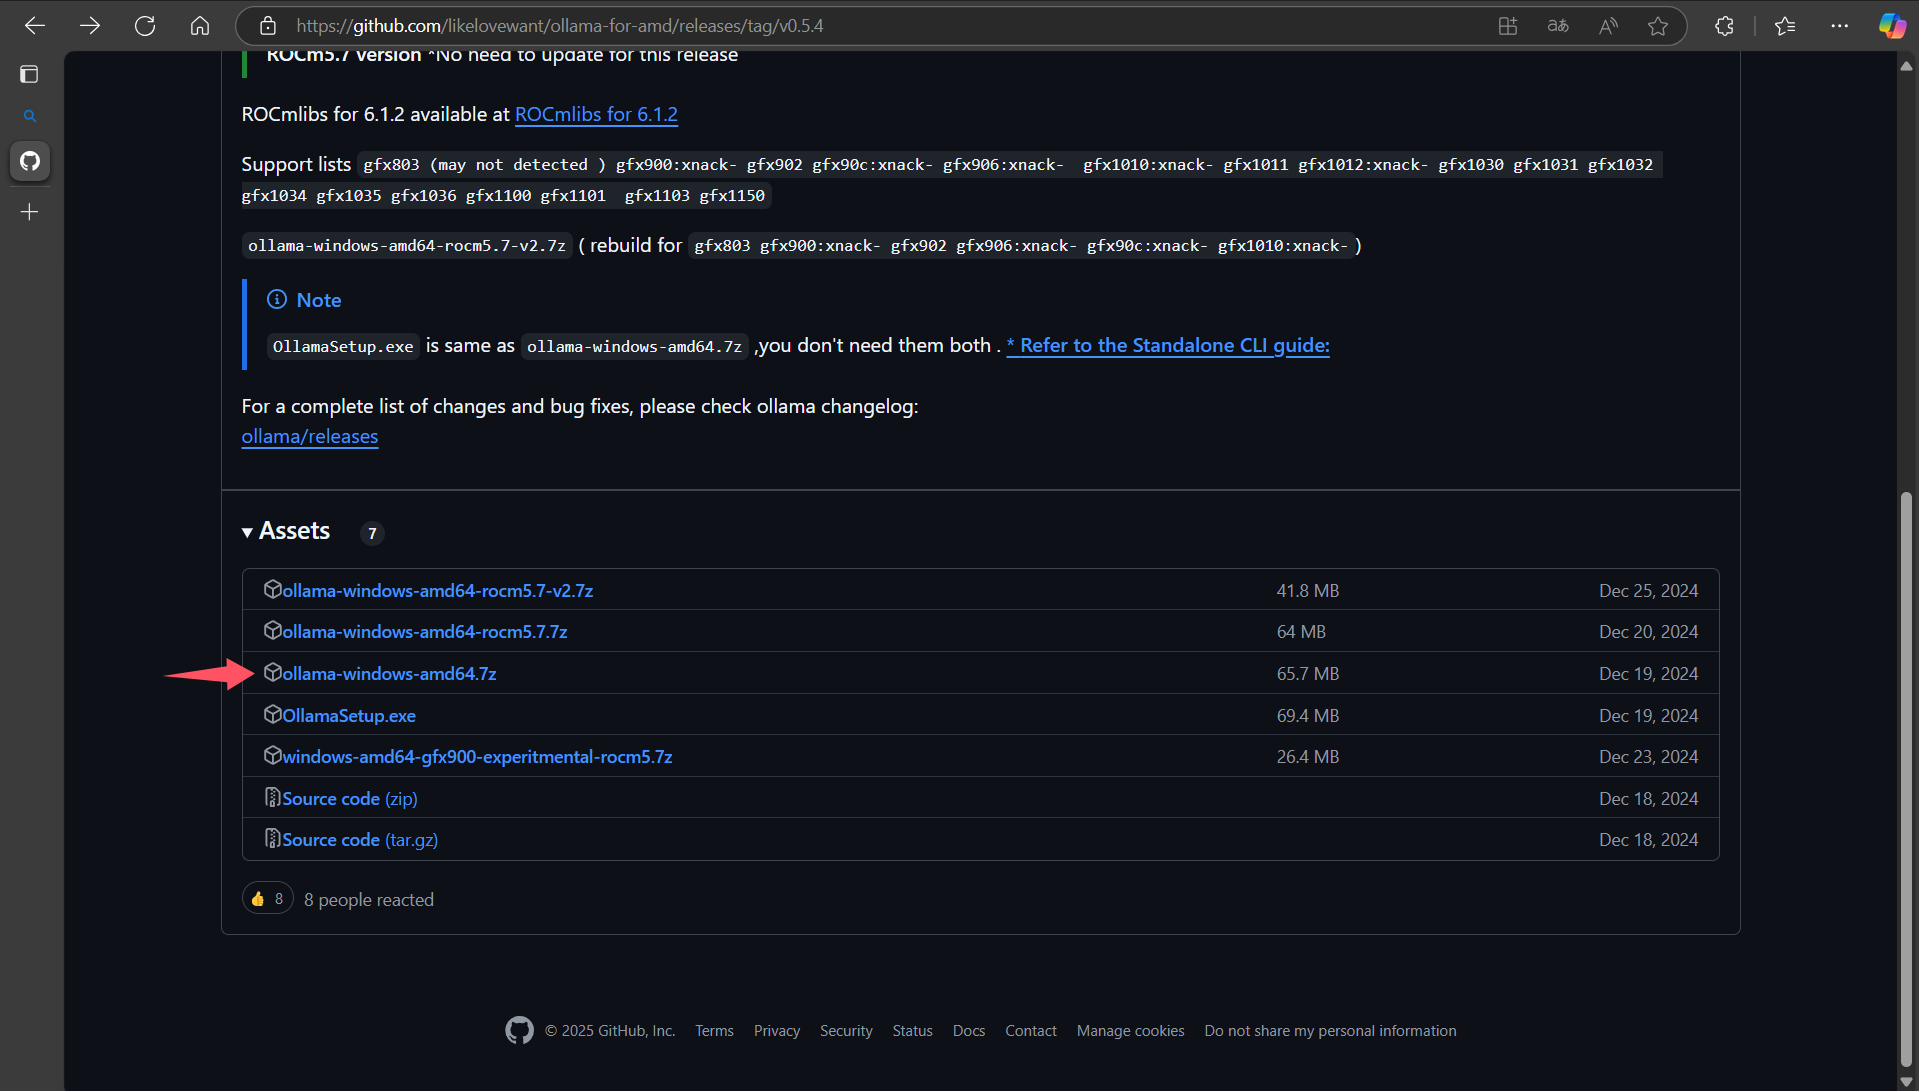 https://github.com/likelovewant/ollama-for-amd/releases/tag/v0.5.4
ROCm5.7 version *No need to update for this release
ROCmlibs for 6.1.2 available at ROCmlibs for 6.1.2
Support lists gfx803 (may not detected ) gfx900:xnack- gfx902 gfx90c:xnack- gfx906:xnack- gfx1010:xnack- gfx1011 gfx1012:xnack- gfx1030 gfx1031 gfx1032
gfx1034 gfx1035 gfx1036 gfx1100 gfx1101 gfx1103 gfx1150
ollama-windows-amd64-rocm5.7-v2.7z ( rebuild for gfx803 gfx900:xnack- gfx902 gfx906:xnack- gfx90c:xnack- gfx1010:xnack- )
Note
OllamaSetup.exe is same as ollama-windows-amd64.7z ,you don't need them both . * Refer to the Standalone CLI guide:
For a complete list of changes and bug fixes, please check ollama changelog:
ollama/releases
Assets 7
ollama-windows-amd64-rocm5.7-v2.7z 41.8 MB Dec 25, 2024
ollama-windows-amd64-rocm5.7.7z 64 MB Dec 20, 2024
ollama-windows-amd64.7z 65.7 MB Dec 19, 2024
OllamaSetup.exe 69.4 MB Dec 19, 2024
windows-amd64-gfx900-experitmental-rocm5.7z 26.4 MB Dec 23, 2024
Source code (zip) Dec 18, 2024
Source code (tar.gz) Dec 18, 2024
8 8 people reacted
© 2025 GitHub, Inc. Terms Privacy Security Status Docs Contact Manage cookies Do not share my personal information